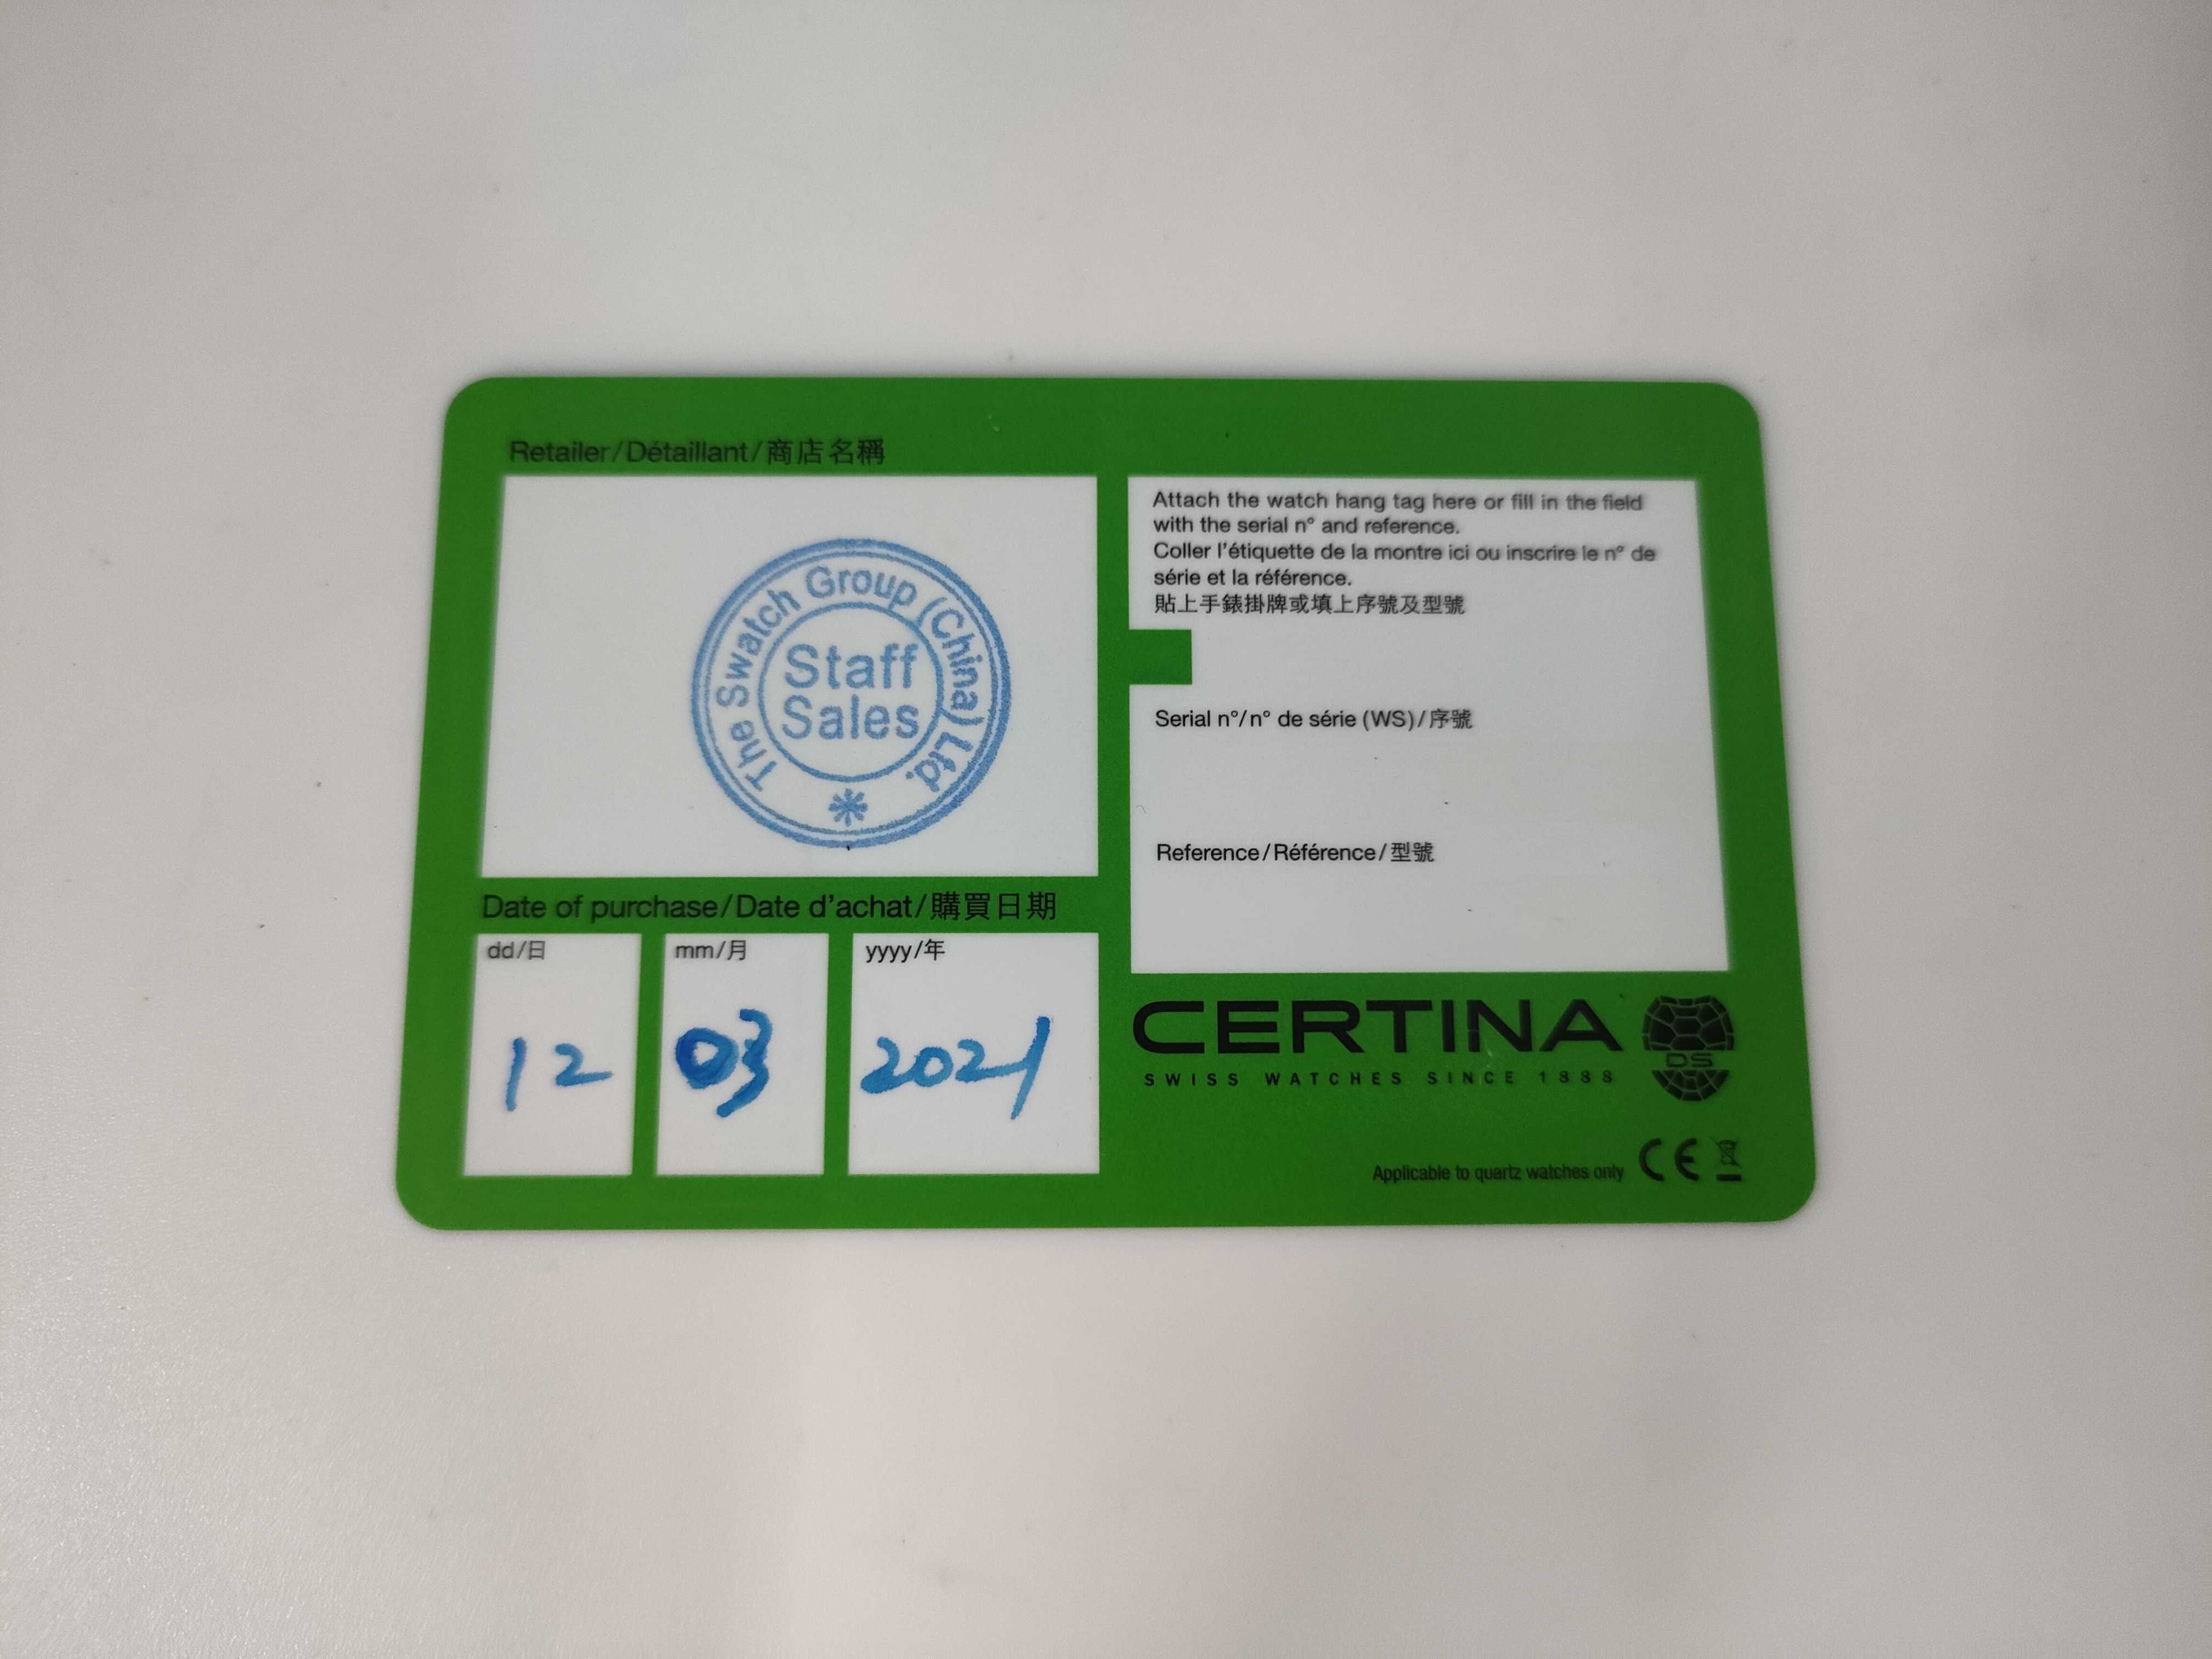 Retailer/Détaillant/商店名稱
The Swatch Group (China) Ltd.
Staff
Sales
Date of purchase/Date d'achat/購買日期
dd/日
mm/月
yyyy/年
12
03
2021
Attach the watch hang tag here or fill in the field
with the serial n° and reference.
Coller l'étiquette de la montre ici ou inscrire le n° de
série et la référence.
貼上手錶掛牌或填上序號及型號
Serial n°/n° de série (WS)/序號
Reference/Référence/型號
CERTINA
DS
SWISS WATCHES SINCE 1888
Applicable to quartz watches only CE